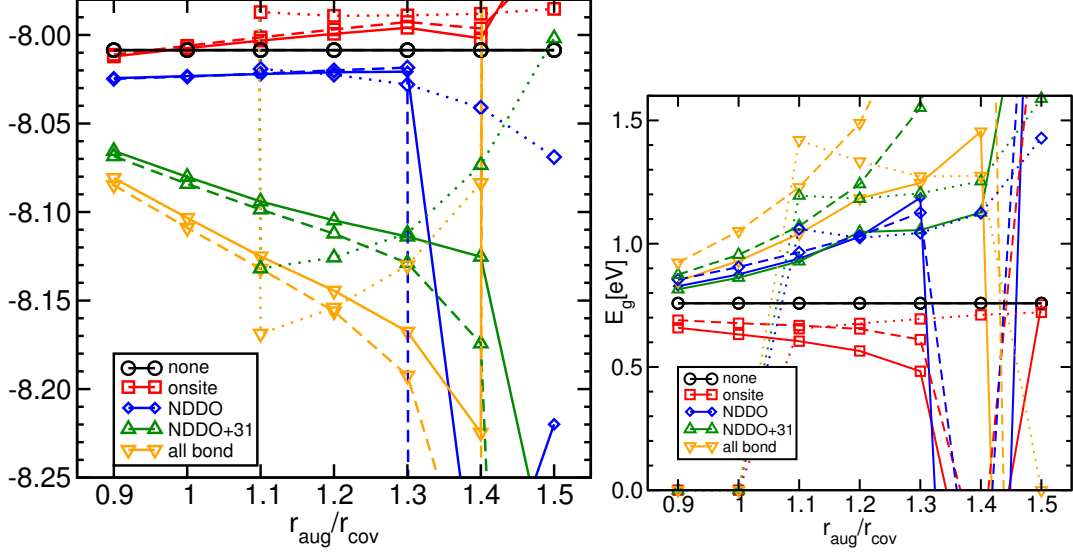 -8.00
-8.05
-8.10
-8.15
-8.20
-8.25
none
onsite
NDDO
NDDO+31
all bond
0.9 1.0 1.1 1.2 1.3 1.4 1.5
r_aug/r_cov
E_g[eV]
1.5
1.0
0.5
0.0
none
onsite
NDDO
NDDO+31
all bond
0.9 1.0 1.1 1.2 1.3 1.4 1.5
r_aug/r_cov